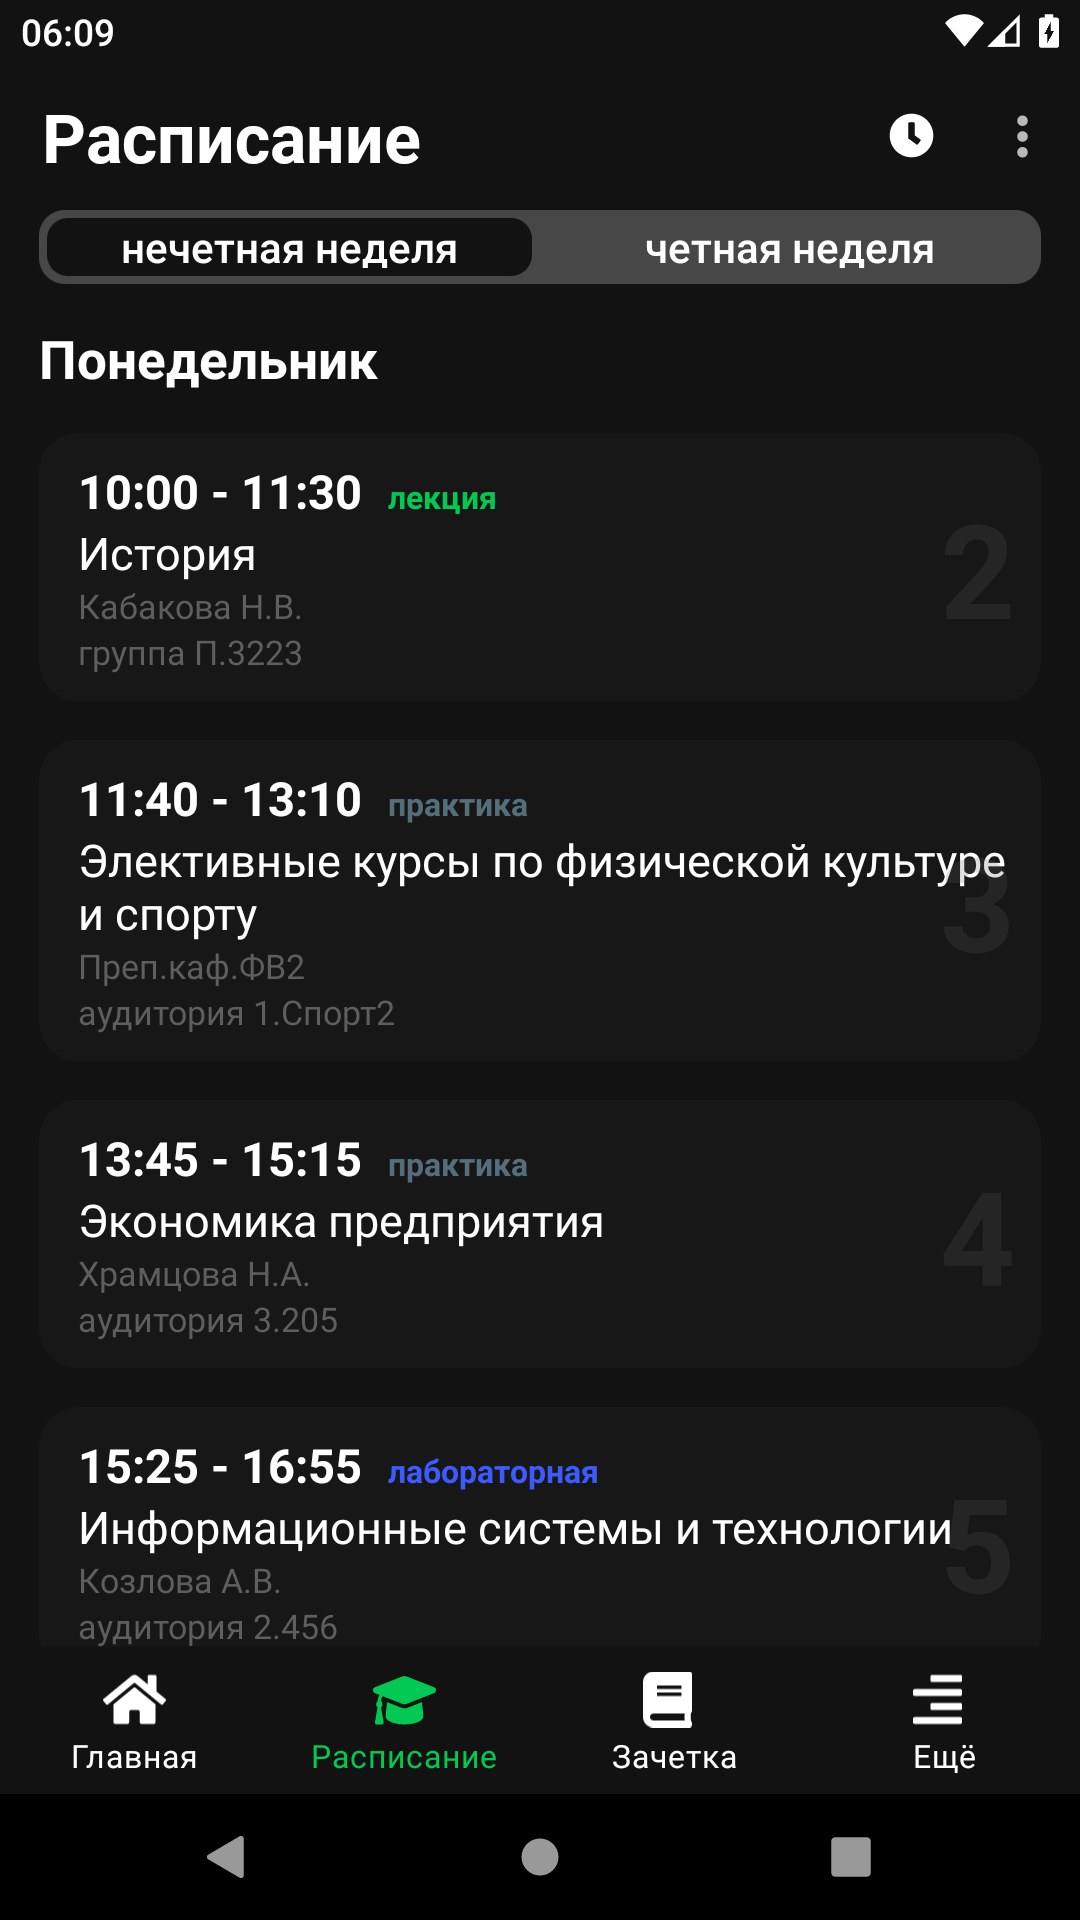 06:09
Расписание
нечетная неделя
четная неделя
Понедельник
10:00 - 11:30 лекция
История
Кабакова Н.В.
группа П.3223
2
11:40 - 13:10 практика
Элективные курсы по физической культуре
и спорту
Преп.каф.ФВ2
аудитория 1.Спорт2
3
13:45 - 15:15 практика
Экономика предприятия
Храмцова Н.А.
аудитория 3.205
4
15:25 - 16:55 лабораторная
Информационные системы и технологии
Козлова А.В.
аудитория 2.456
5
Главная
Расписание
Зачетка
Ещё